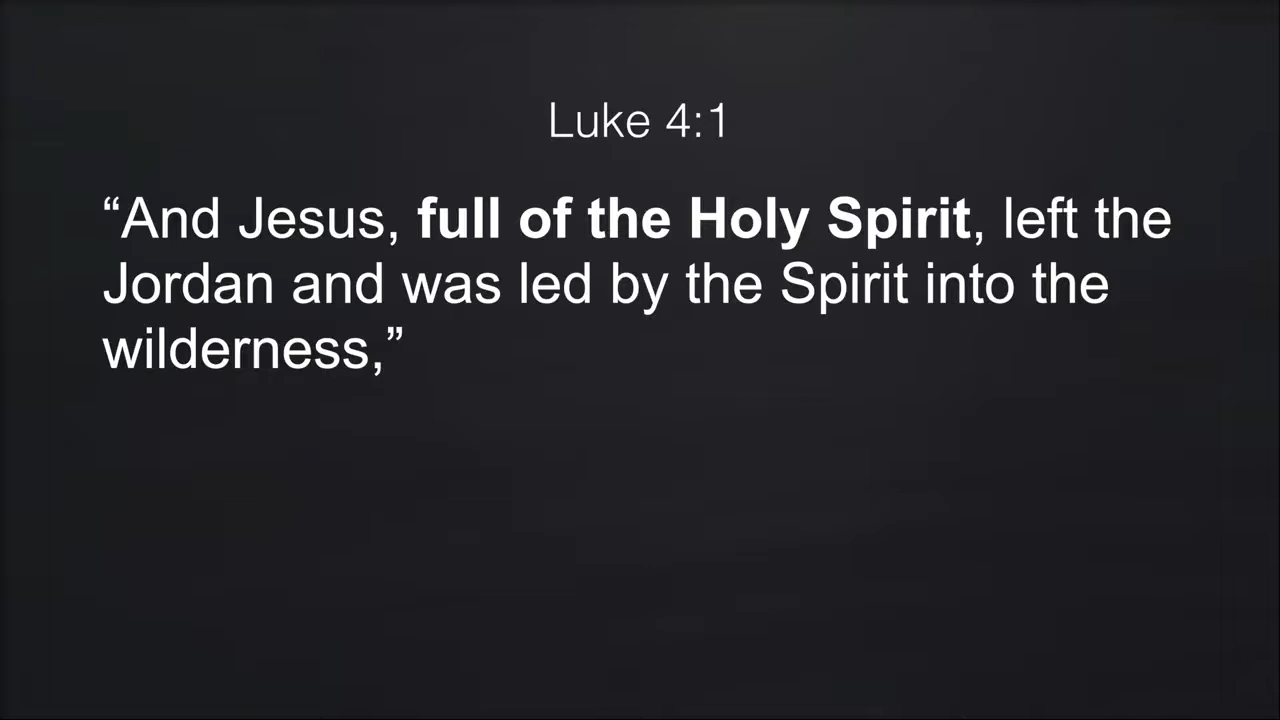 Luke 4:1
“And Jesus, full of the Holy Spirit, left the
Jordan and was led by the Spirit into the
wilderness,”